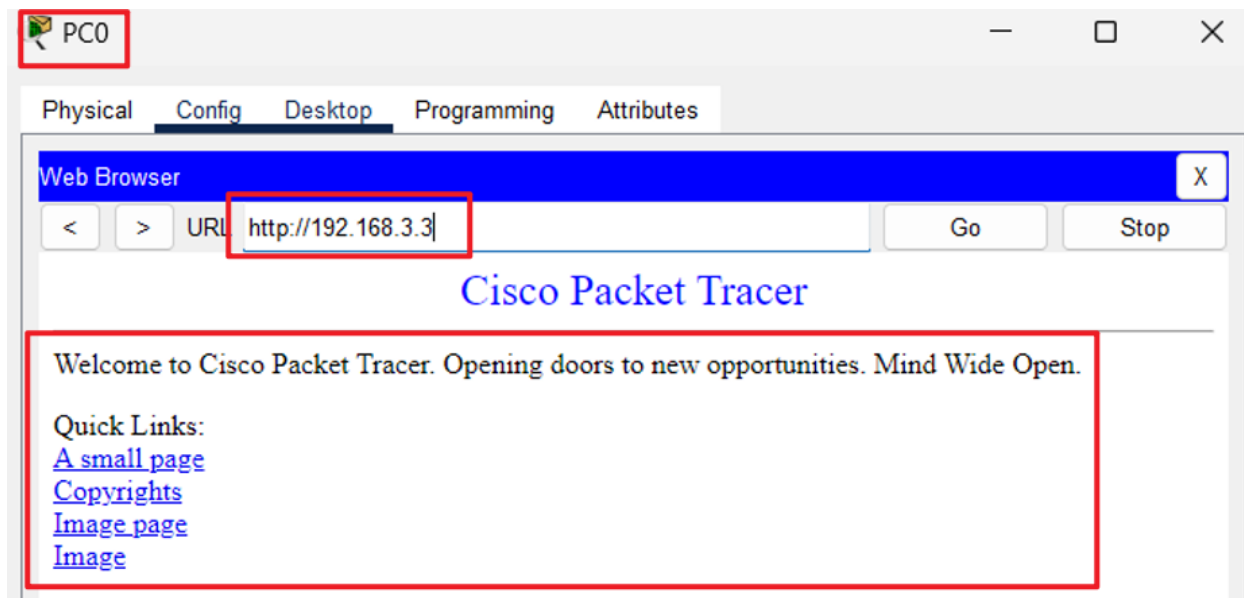 PC0
Physical Config Desktop Programming Attributes
Web Browser X
< > URL http://192.168.3.3 Go Stop
Cisco Packet Tracer
Welcome to Cisco Packet Tracer. Opening doors to new opportunities. Mind Wide Open.
Quick Links:
A small page
Copyrights
Image page
Image